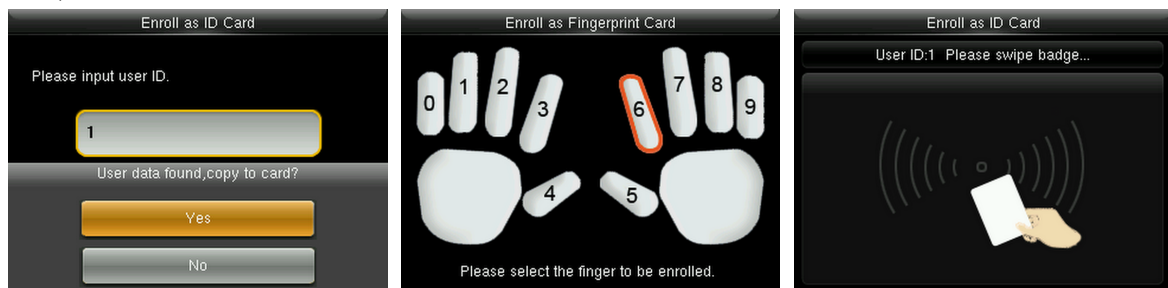 Enroll as ID Card
Please input user ID.
1
User data found,copy to card?
Yes
No
Enroll as Fingerprint Card
0 1 2 3 6 7 8 9
4 5
Please select the finger to be enrolled.
Enroll as ID Card
User ID:1 Please swipe badge...